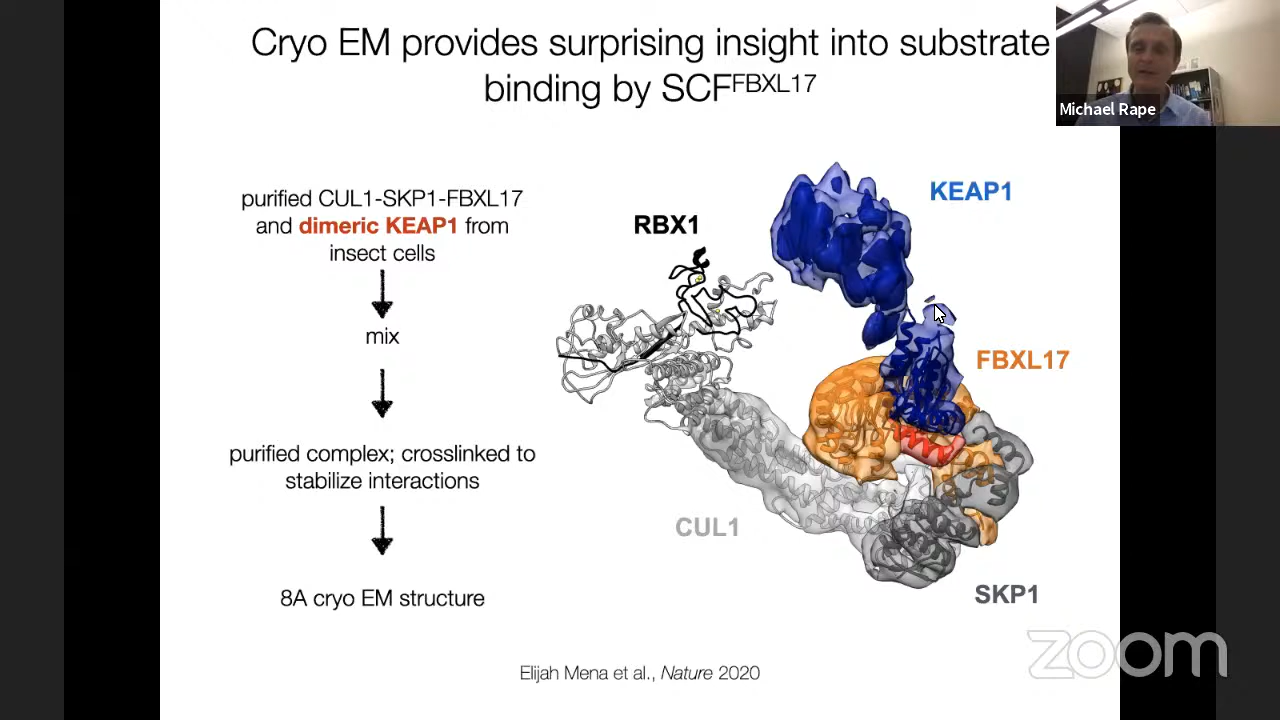 Cryo EM provides surprising insight into substrate
binding by SCFFBXL17
Michael Rape
purified CUL1-SKP1-FBXL17
and dimeric KEAP1 from
insect cells
mix
purified complex; crosslinked to
stabilize interactions
8A cryo EM structure
KEAP1
RBX1
FBXL17
CUL1
SKP1
zoom
Elijah Mena et al., Nature 2020